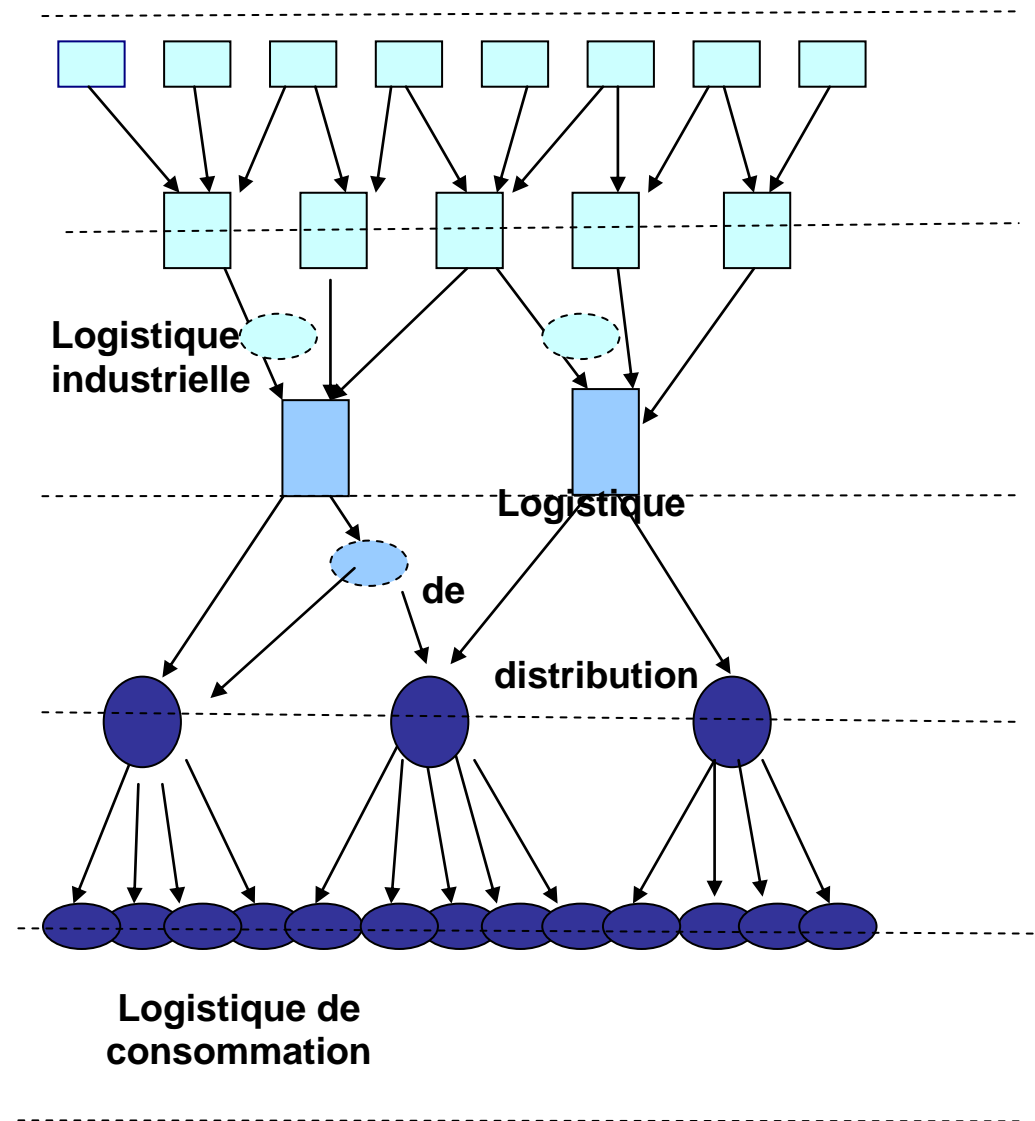 Logistique
industrielle
Logistique
de
distribution
Logistique de
consommation